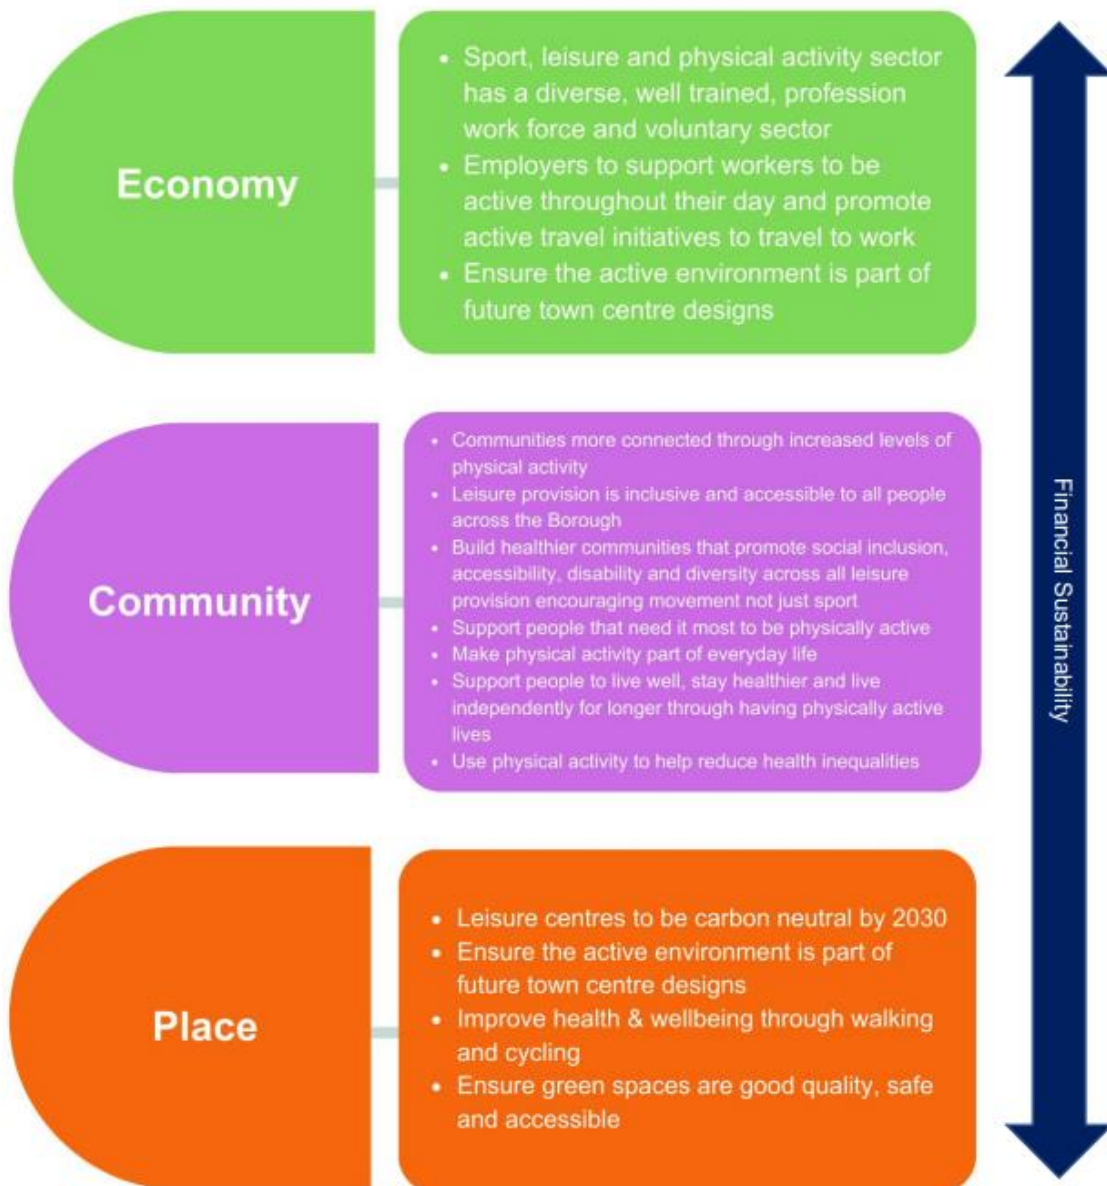 Economy
• Sport, leisure and physical activity sector
has a diverse, well trained, profession
work force and voluntary sector
• Employers to support workers to be
active throughout their day and promote
active travel initiatives to travel to work
• Ensure the active environment is part of
future town centre designs
Community
• Communities more connected through increased levels of
physical activity
• Leisure provision is inclusive and accessible to all people
across the Borough
• Build healthier communities that promote social inclusion,
accessibility, disability and diversity across all leisure
provision encouraging movement not just sport
• Support people that need it most to be physically active
• Make physical activity part of everyday life
• Support people to live well, stay healthier and live
independently for longer through having physically active
lives
• Use physical activity to help reduce health inequalities
Place
• Leisure centres to be carbon neutral by 2030
• Ensure the active environment is part of
future town centre designs
• Improve health & wellbeing through walking
and cycling
• Ensure green spaces are good quality, safe
and accessible
Financial Sustainability